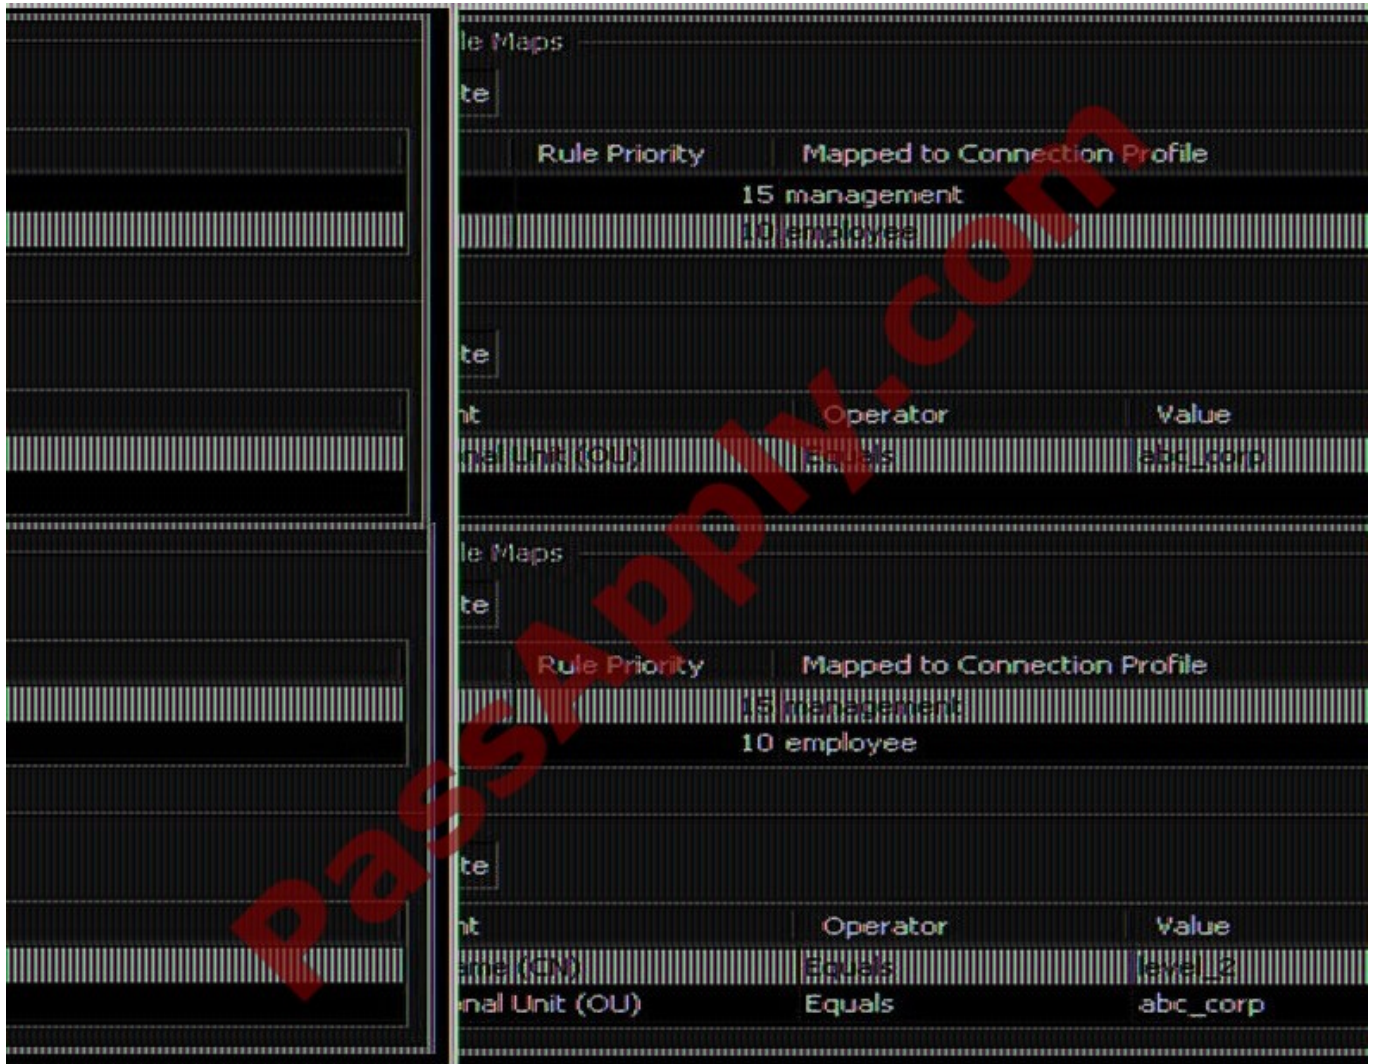 le Maps
te
Rule Priority Mapped to Connection Profile
15 management
10 employee
te
nt Operator Value
nal Unit (OU) Equals abc_corp
le Maps
te
Rule Priority Mapped to Connection Profile
15 management
10 employee
te
nt Operator Value
ame (CN) Equals level_2
nal Unit (OU) Equals abc_corp
PassApply.com